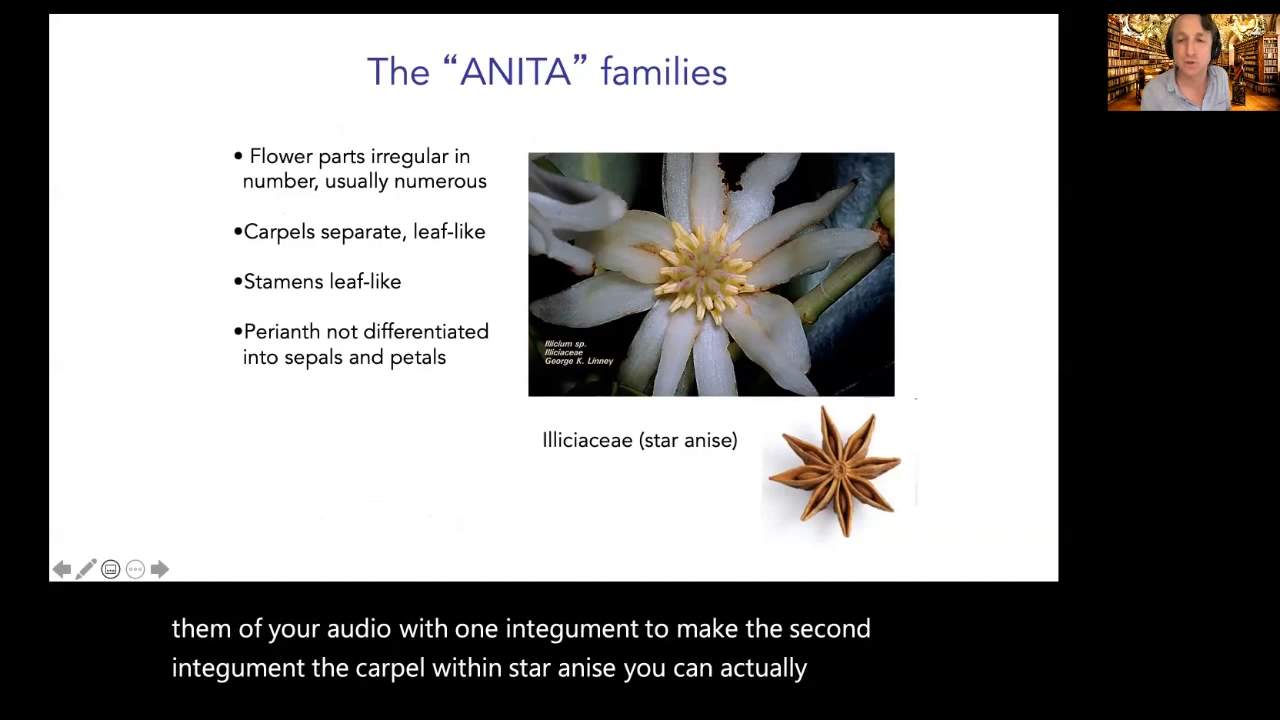 The “ANITA” families
• Flower parts irregular in
number, usually numerous
•Carpels separate, leaf-like
•Stamens leaf-like
•Perianth not differentiated
into sepals and petals
Illicium sp.
Illiciaceae
George K. Linney
Illiciaceae (star anise)
them of your audio with one integument to make the second
integument the carpel within star anise you can actually